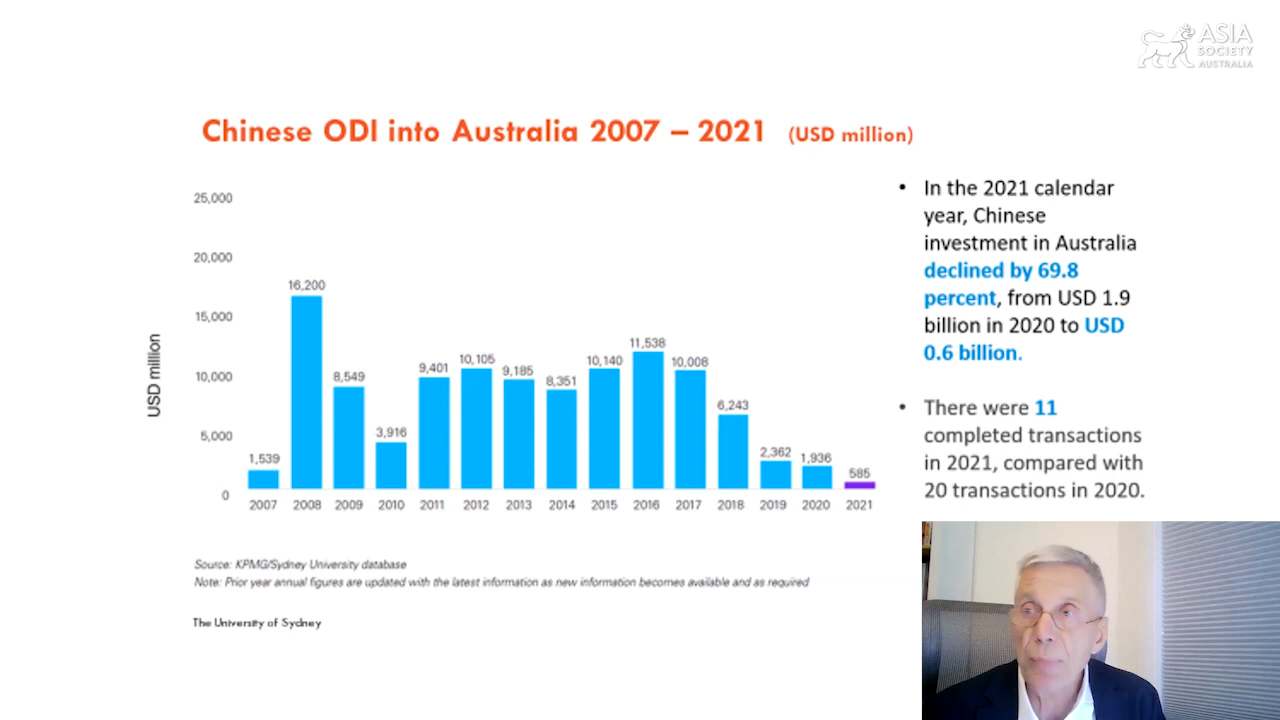 ASIA
SOCIETY
AUSTRALIA
Chinese ODI into Australia 2007 – 2021 (USD million)
25,000
20,000
15,000
10,000
5,000
0
USD million
1,539
16,200
8,549
3,916
9,401
10,105
9,185
8,351
10,140
11,538
10,008
6,243
2,362
1,936
585
2007 2008 2009 2010 2011 2012 2013 2014 2015 2016 2017 2018 2019 2020 2021
• In the 2021 calendar
year, Chinese
investment in Australia
declined by 69.8
percent, from USD 1.9
billion in 2020 to USD
0.6 billion.
• There were 11
completed transactions
in 2021, compared with
20 transactions in 2020.
Source: KPMG/Sydney University database
Note: Prior year annual figures are updated with the latest information as new information becomes available and as required
The University of Sydney